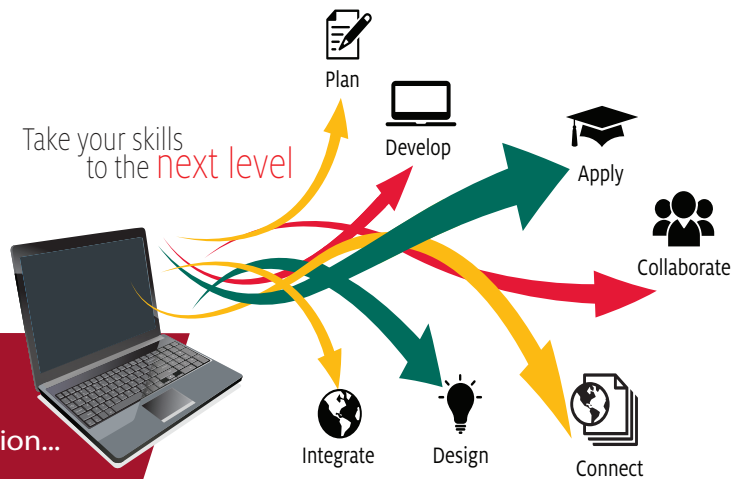 Plan
Develop
Take your skills
to the next level
Apply
Collaborate
ion...
Integrate
Design
Connect